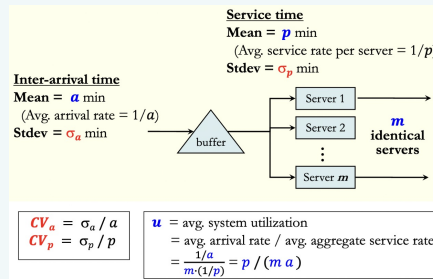 Service time
Mean = p min
(Avg. service rate per server = 1/p)
Stdev = σp min
Inter-arrival time
Mean = a min
(Avg. arrival rate = 1/a)
Stdev = σa min
buffer
Server 1
Server 2
⋮
Server m
m
identical
servers
CVa = σa / a
CVp = σp / p
u = avg. system utilization
= avg. arrival rate / avg. aggregate service rate
= 1/a / m·(1/p) = p / (m a)